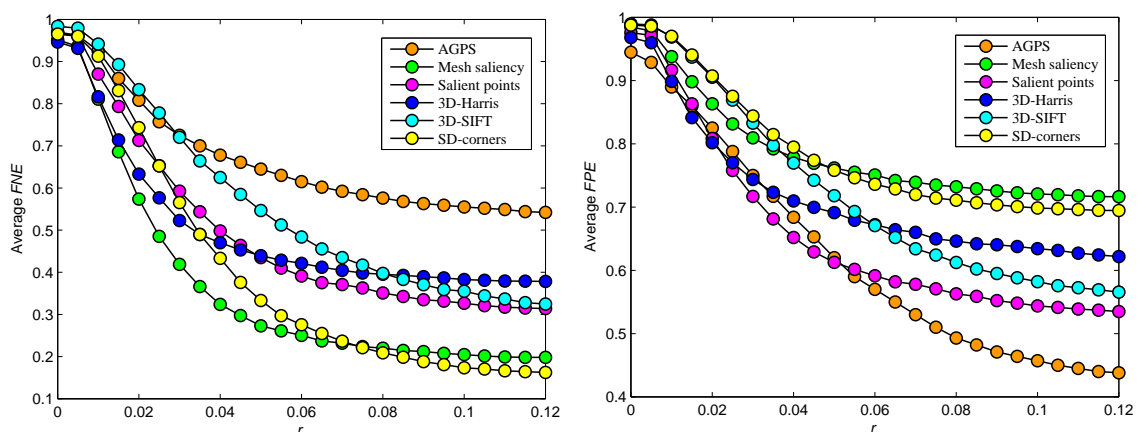 Average FNE
1
0.9
0.8
0.7
0.6
0.5
0.4
0.3
0.2
0.1
0
0.02
0.04
0.06
0.08
0.1
0.12
r
AGPS
Mesh saliency
Salient points
3D-Harris
3D-SIFT
SD-corners
Average FPE
1
0.9
0.8
0.7
0.6
0.5
0.4
0
0.02
0.04
0.06
0.08
0.1
0.12
r
AGPS
Mesh saliency
Salient points
3D-Harris
3D-SIFT
SD-corners